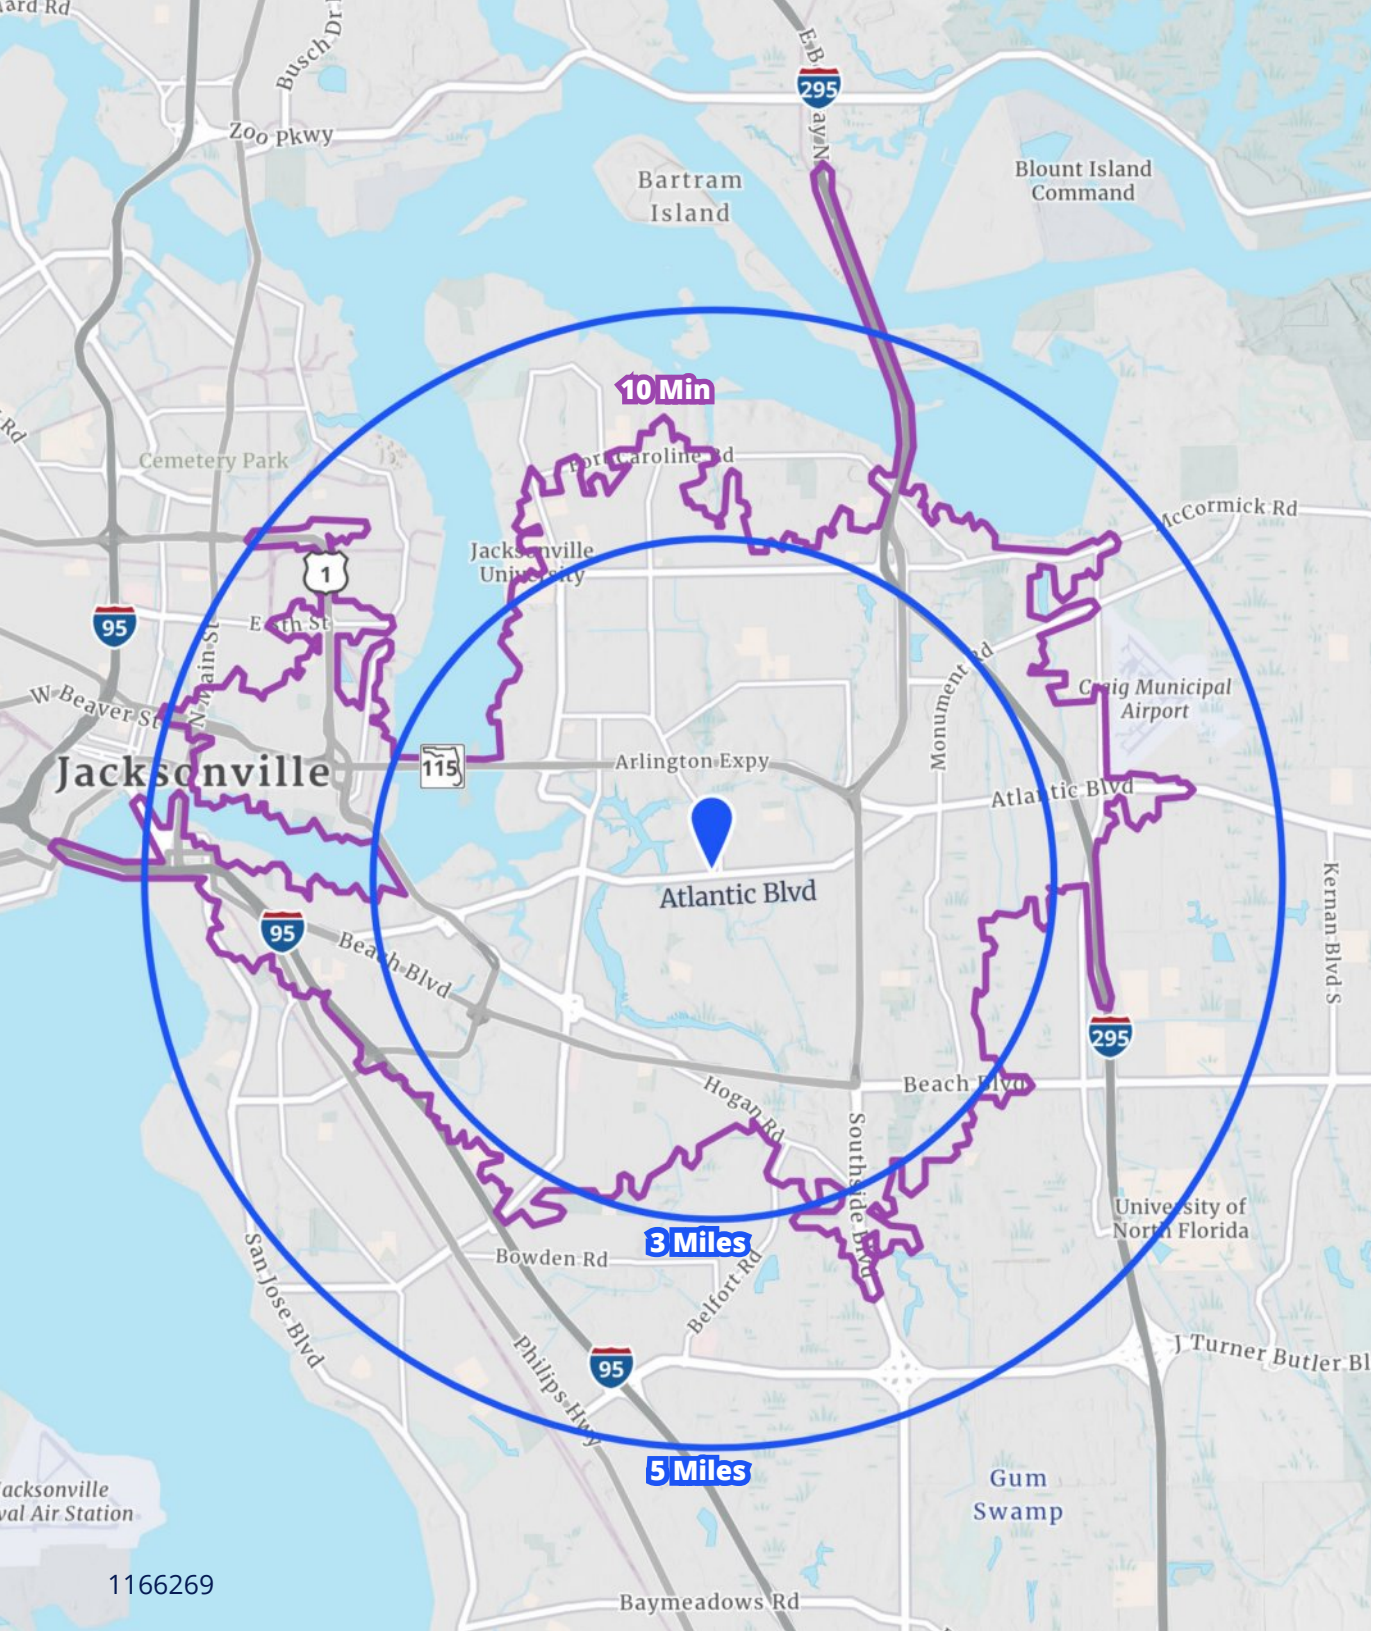 Busch Dr
295
Zoo Pkwy
Bartram
Island
Blount Island
Command
10 Min
Cemetery Park
Fort Caroline Rd
McCormick Rd
Jacksonville
University
1
95
E 8th St
N Main St
W Beaver St
Monument Rd
Craig Municipal
Airport
Jacksonville
115
Arlington Expy
Atlantic Blvd
Atlantic Blvd
Kernan Blvd S
95
Beach Blvd
295
Hogan Rd
Beach Blvd
Southside Blvd
University of
North Florida
3 Miles
Bowden Rd
Belfort Rd
San Jose Blvd
Philips Hwy
95
J Turner Butler Bl
5 Miles
Gum
Swamp
acksonville
val Air Station
1166269
Baymeadows Rd